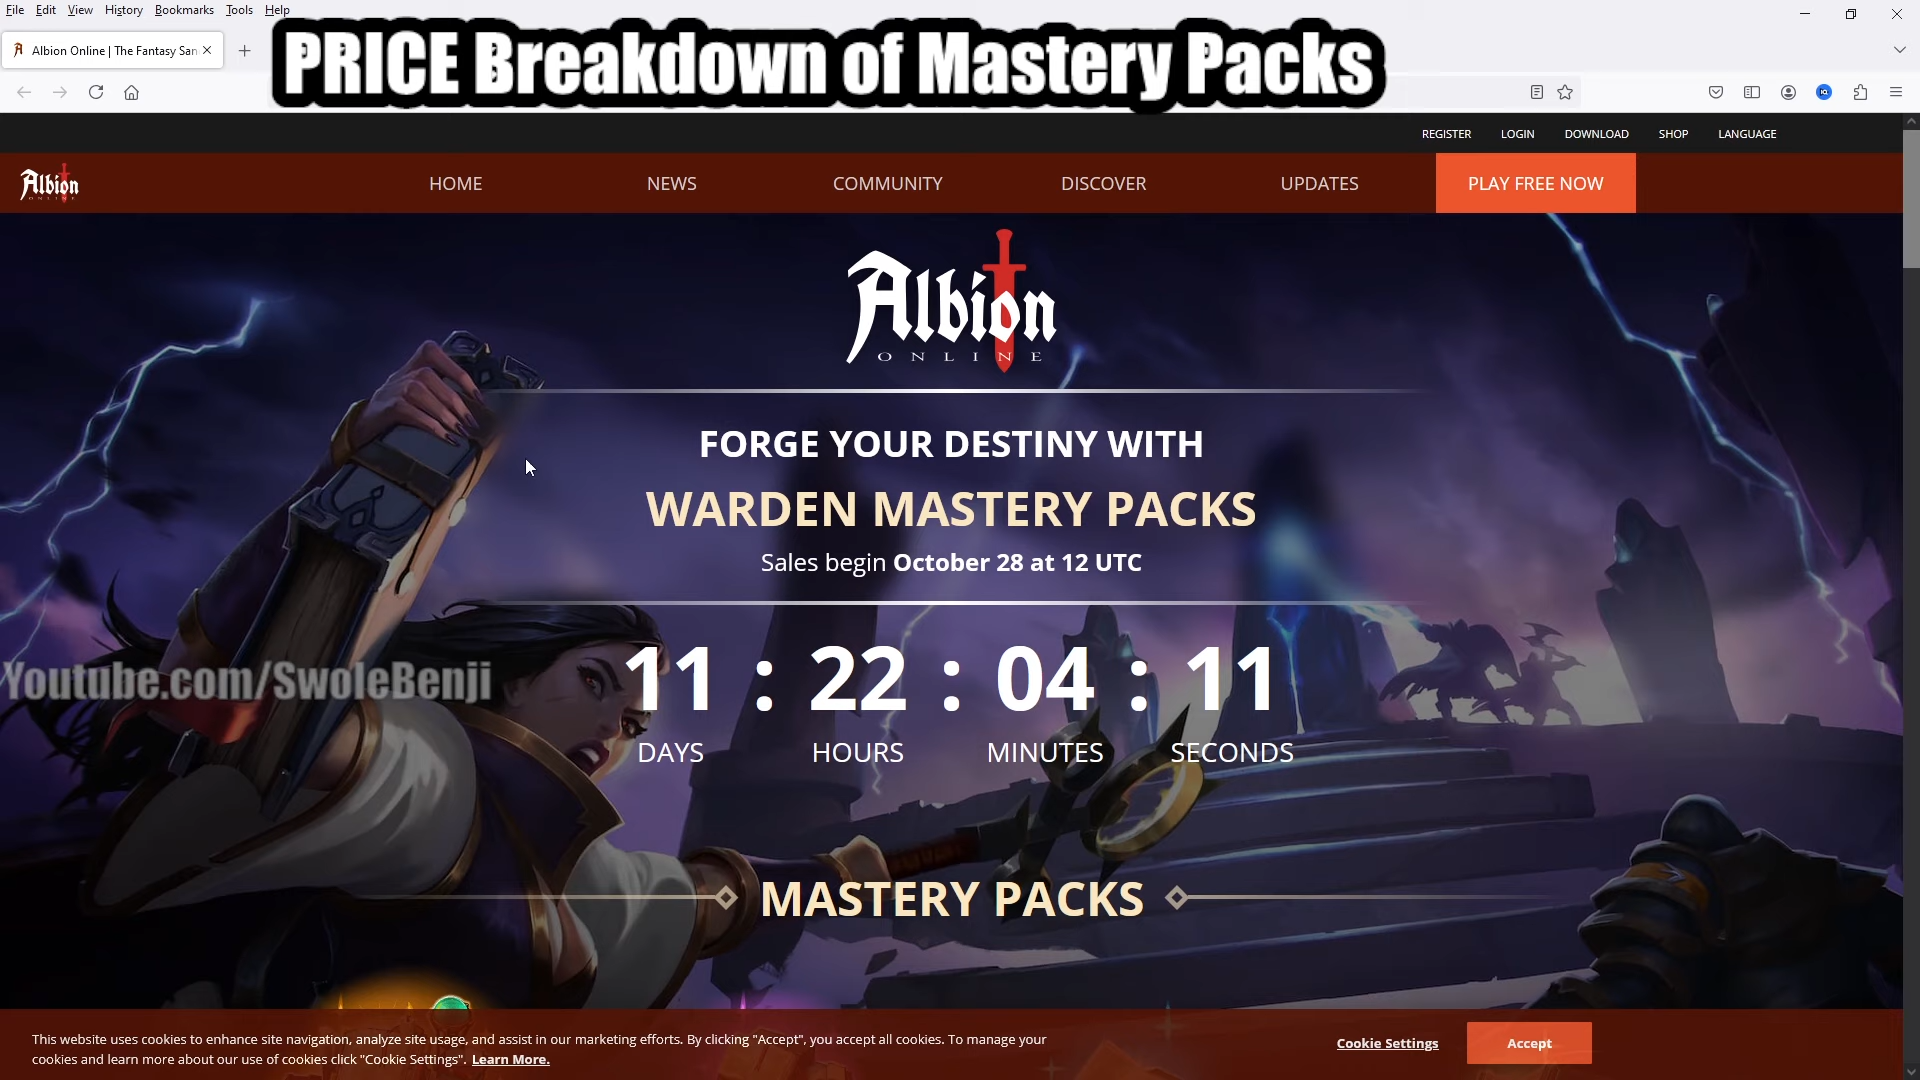 File Edit View History Bookmarks Tools Help
Albion Online | The Fantasy San
PRICE Breakdown of Mastery Packs
REGISTER LOGIN DOWNLOAD SHOP LANGUAGE
Albion
ONLINE
HOME NEWS COMMUNITY DISCOVER UPDATES PLAY FREE NOW
Albion
ONLINE
FORGE YOUR DESTINY WITH
WARDEN MASTERY PACKS
Sales begin October 28 at 12 UTC
11 : 22 : 04 : 11
DAYS HOURS MINUTES SECONDS
Youtube.com/SwoleBenji
MASTERY PACKS
This website uses cookies to enhance site navigation, analyze site usage, and assist in our marketing efforts. By clicking "Accept", you accept all cookies. To manage your
cookies and learn more about our use of cookies click "Cookie Settings". Learn More.
Cookie Settings Accept